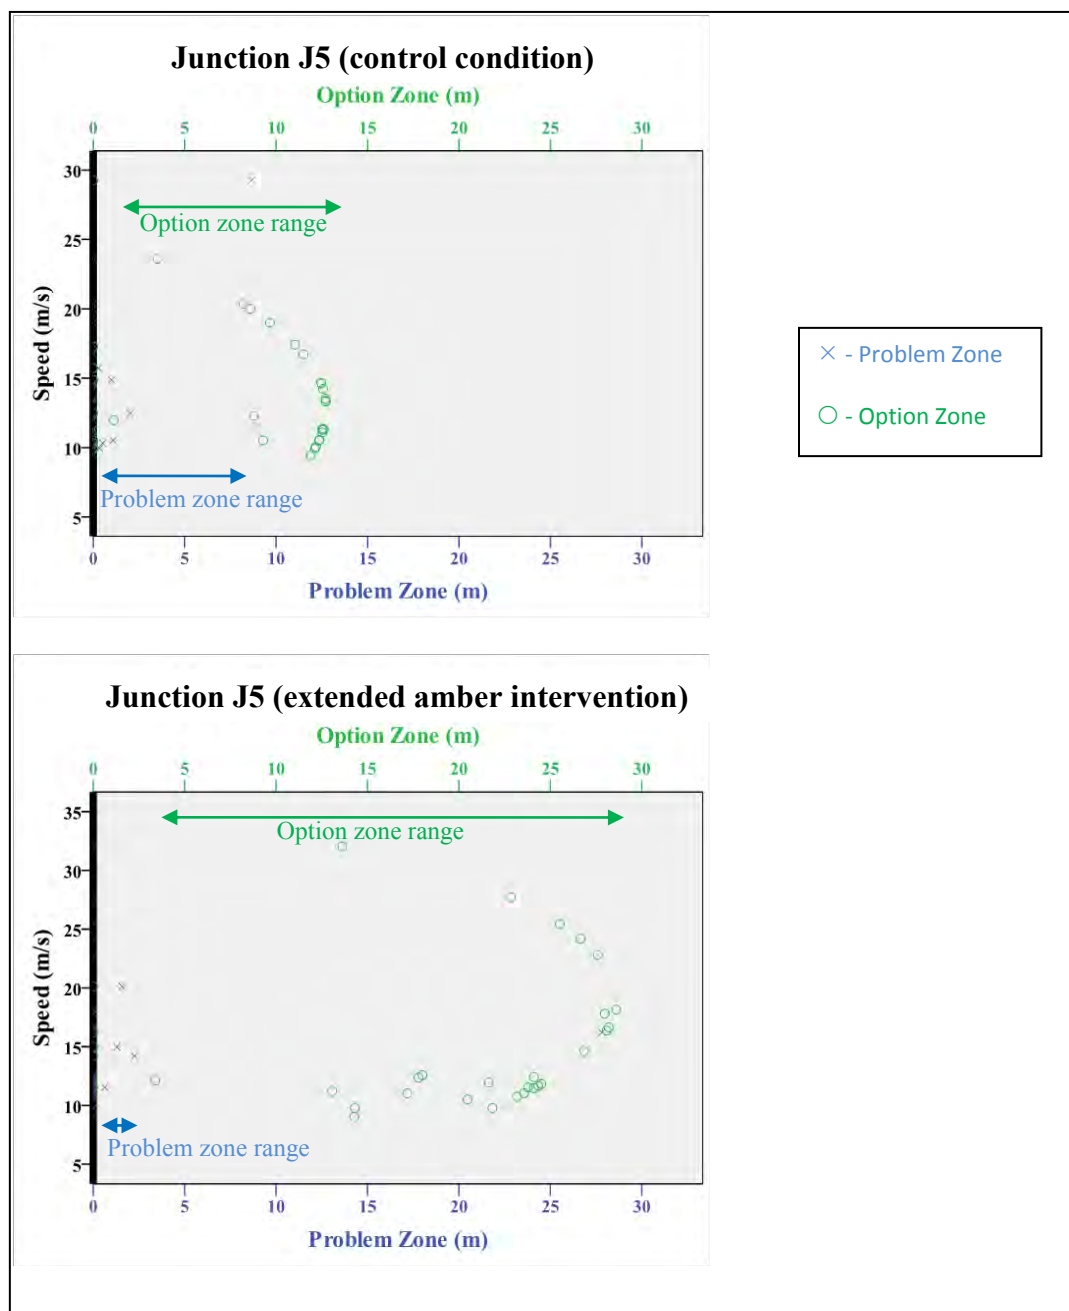 Junction J5 (control condition)
Option Zone (m)
0 5 10 15 20 25 30
30
Option zone range
25
20
Speed (m/s)
15
10
Problem zone range
5
0 5 10 15 20 25 30
Problem Zone (m)
× - Problem Zone
○ - Option Zone
Junction J5 (extended amber intervention)
Option Zone (m)
0 5 10 15 20 25 30
35
Option zone range
30
25
20
Speed (m/s)
15
10
Problem zone range
5
0 5 10 15 20 25 30
Problem Zone (m)